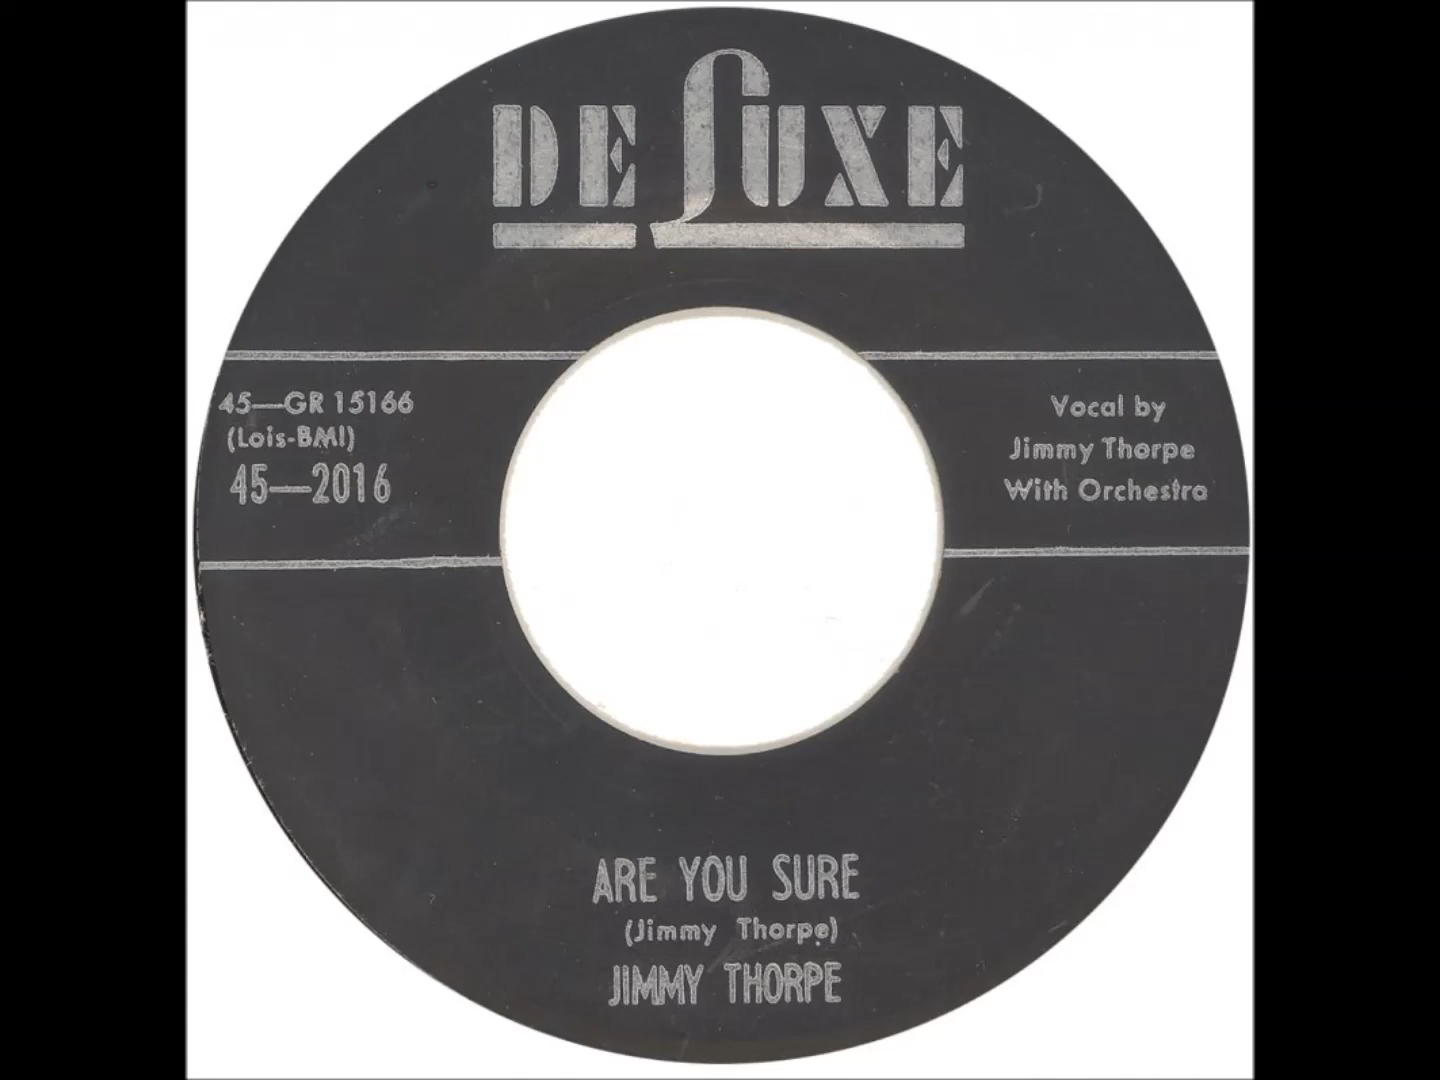 DE LUXE
45—GR 15166
(Lois-BMI)
45—2016
Vocal by
Jimmy Thorpe
With Orchestra
ARE YOU SURE
(Jimmy Thorpe)
JIMMY THORPE